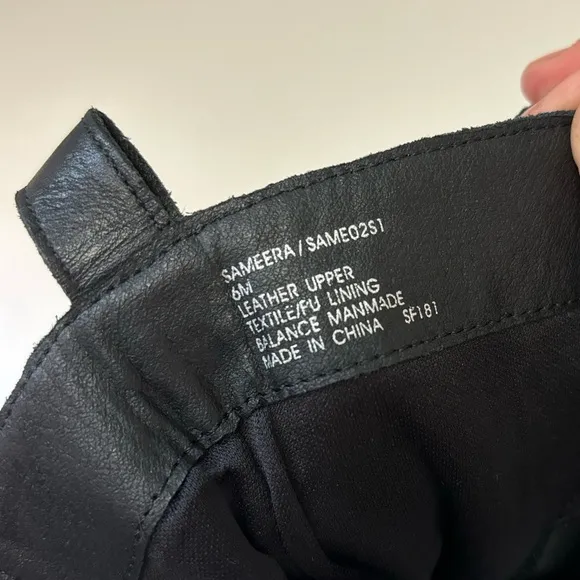 SAMEERA / SAME02S1
6M
LEATHER UPPER
TEXTILE/PU LINING
BALANCE MANMADE
MADE IN CHINA SF181